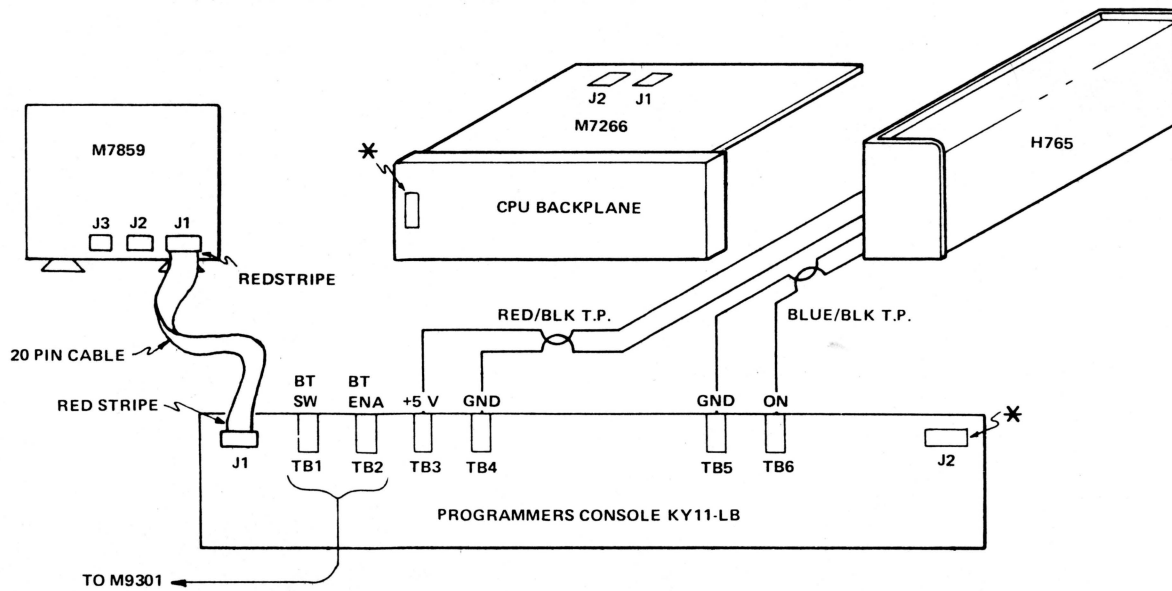 M7859
J3
J2
J1
REDSTRIPE
20 PIN CABLE
RED STRIPE
J2
J1
M7266
*
CPU BACKPLANE
H765
RED/BLK T.P.
BLUE/BLK T.P.
BT
SW
BT
ENA
+5 V
GND
GND
ON
*
J1
TB1
TB2
TB3
TB4
TB5
TB6
J2
PROGRAMMERS CONSOLE KY11-LB
TO M9301